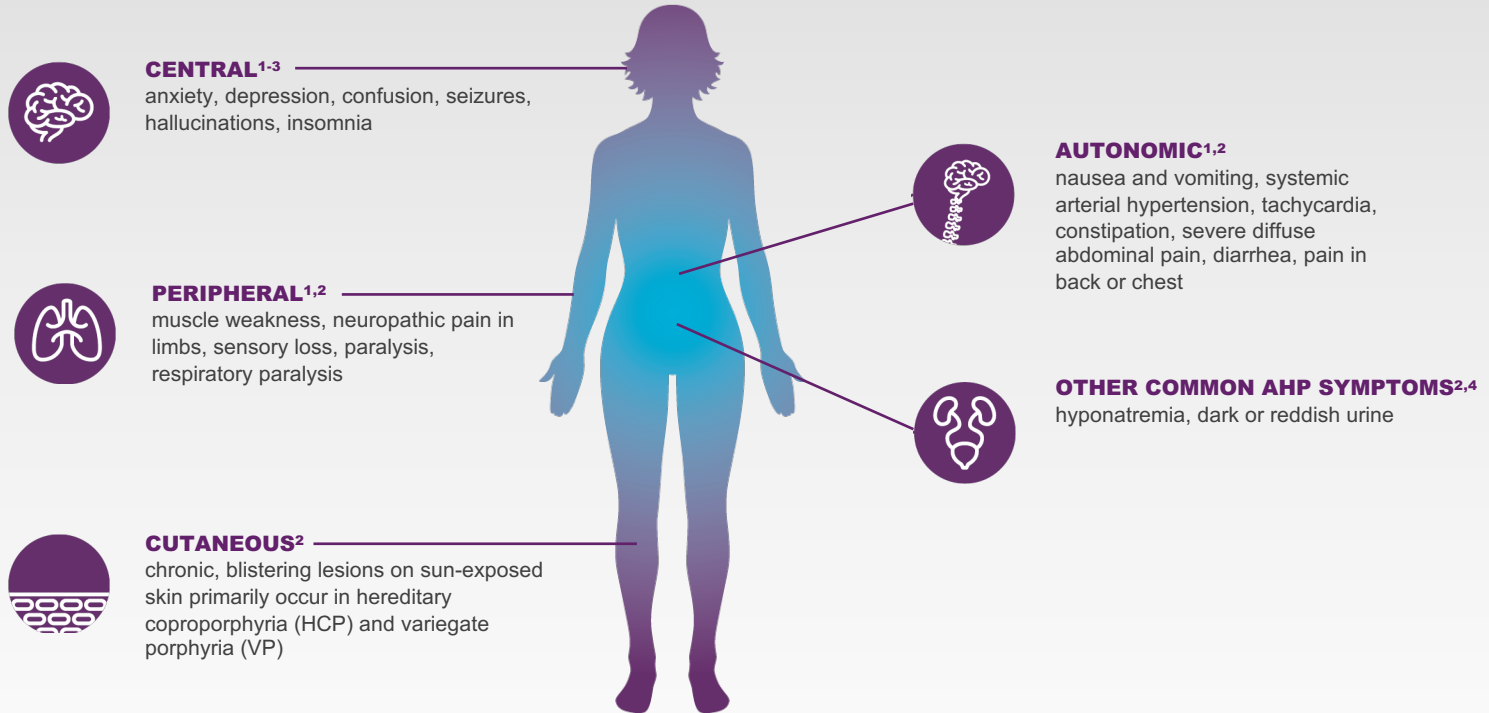 CENTRAL¹⁻³
anxiety, depression, confusion, seizures,
hallucinations, insomnia
PERIPHERAL¹,²
muscle weakness, neuropathic pain in
limbs, sensory loss, paralysis,
respiratory paralysis
CUTANEOUS²
chronic, blistering lesions on sun-exposed
skin primarily occur in hereditary
coproporphyria (HCP) and variegate
porphyria (VP)
AUTONOMIC¹,²
nausea and vomiting, systemic
arterial hypertension, tachycardia,
constipation, severe diffuse
abdominal pain, diarrhea, pain in
back or chest
OTHER COMMON AHP SYMPTOMS²,⁴
hyponatremia, dark or reddish urine